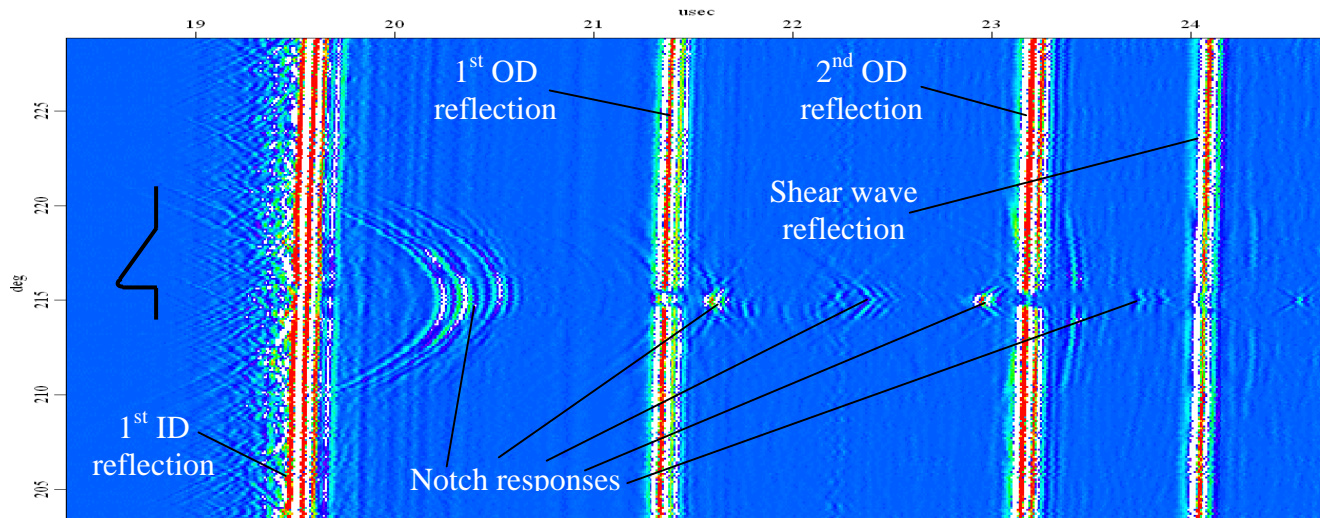 usec
19 20 21 22 23 24
1st OD
reflection
2nd OD
reflection
225
Shear wave
reflection
220
deg
215
210
1st ID
reflection
Notch responses
205